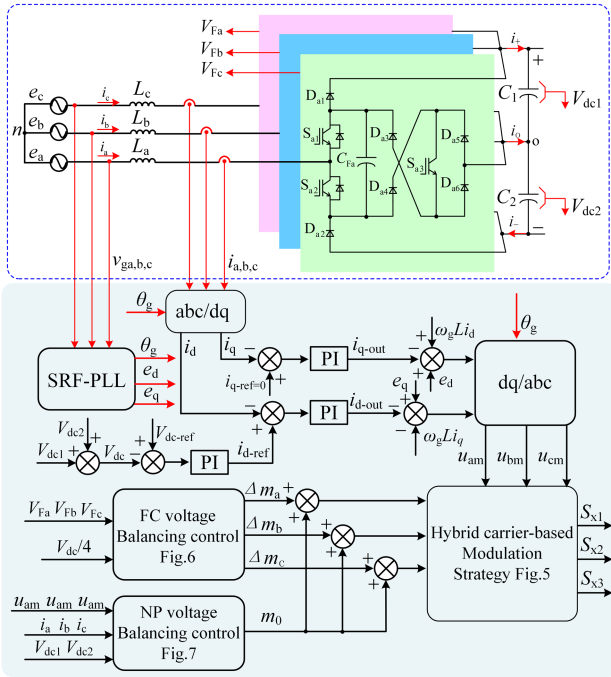 V_Fa
V_Fb
V_Fc
i_+
+
C_1
V_dc1
D_a1
S_a1
C_Fa
D_a3
D_a5
S_a3
i_o
o
S_a2
D_a4
D_a6
D_a2
C_2
V_dc2
i_-
−
e_c
i_c
L_c
n
e_b
i_b
L_b
e_a
i_a
L_a
v_ga,b,c
i_a,b,c
θ_g
abc/dq
i_d
i_q
−
+
i_q-ref=0
PI
i_q-out
−
+
+
ω_gLi_d
e_d
θ_g
dq/abc
SRF-PLL
θ_g
e_d
e_q
−
+
PI
i_d-out
e_q
+
−
−
ω_gLi_q
V_dc1
V_dc2
+
+
V_dc
−
+
V_dc-ref
PI
i_d-ref
u_am
u_bm
u_cm
V_Fa V_Fb V_Fc
V_dc/4
FC voltage
Balancing control
Fig.6
Δ m_a
Δ m_b
Δ m_c
+
+
+
+
+
+
Hybrid carrier-based
Modulation
Strategy Fig.5
S_x1
S_x2
S_x3
u_am u_am u_am
i_a i_b i_c
V_dc1 V_dc2
NP voltage
Balancing control
Fig.7
m_0